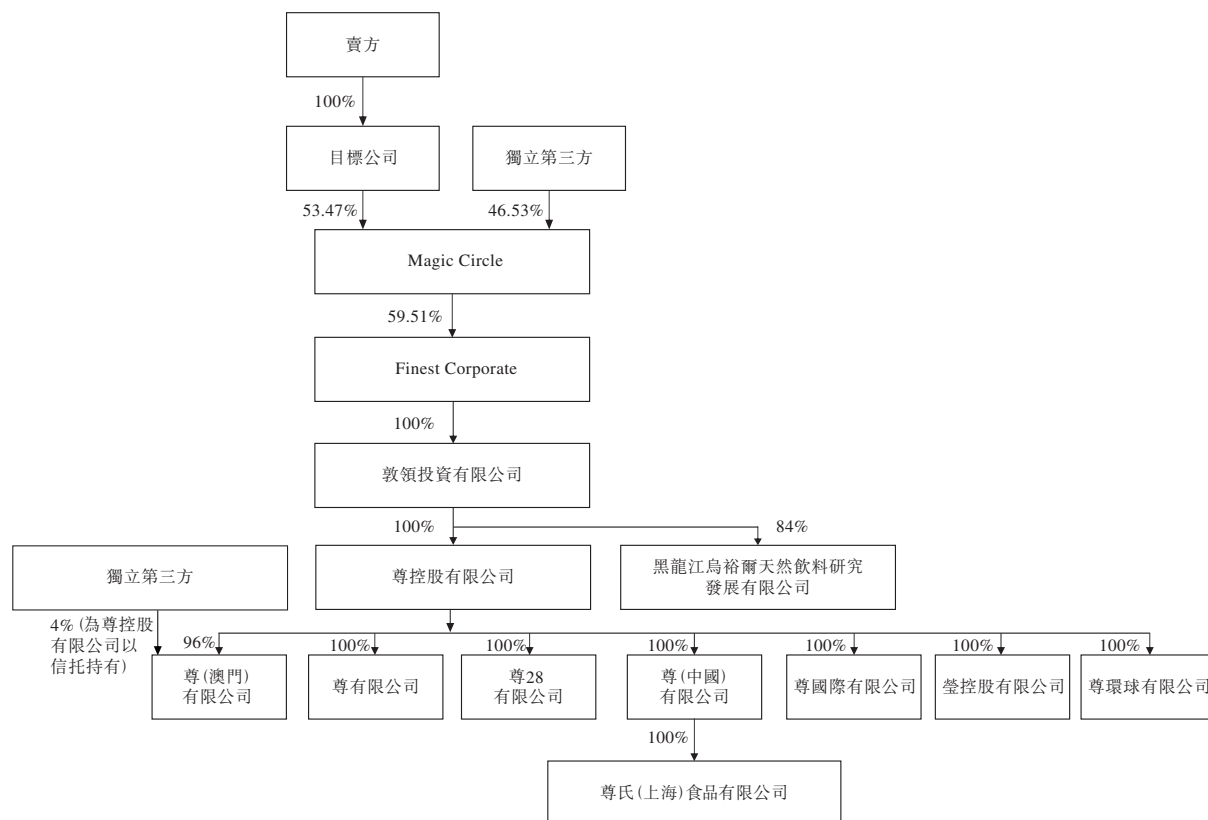 賣方
100%
目標公司
獨立第三方
53.47%
46.53%
Magic Circle
59.51%
Finest Corporate
100%
敦領投資有限公司
100%
84%
獨立第三方
尊控股有限公司
黑龍江烏裕爾天然飲料研究
發展有限公司
4% (為尊控股
有限公司以
信托持有)
96%
100%
100%
100%
100%
100%
100%
尊(澳門)
有限公司
尊有限公司
尊28
有限公司
尊(中國)
有限公司
尊國際有限公司
瑩控股有限公司
尊環球有限公司
100%
尊氏(上海)食品有限公司